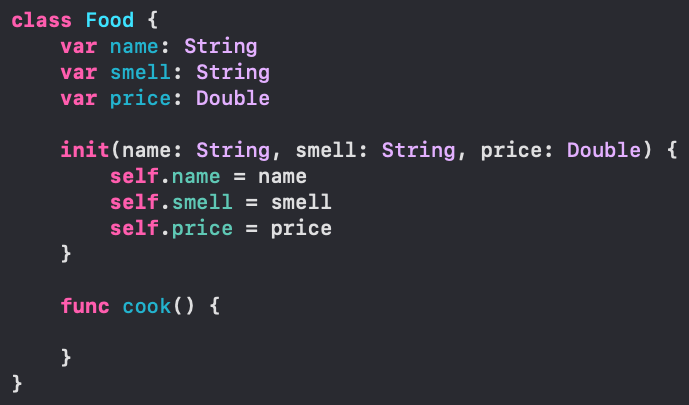 class Food {
    var name: String
    var smell: String
    var price: Double

    init(name: String, smell: String, price: Double) {
        self.name = name
        self.smell = smell
        self.price = price
    }

    func cook() {

    }
}